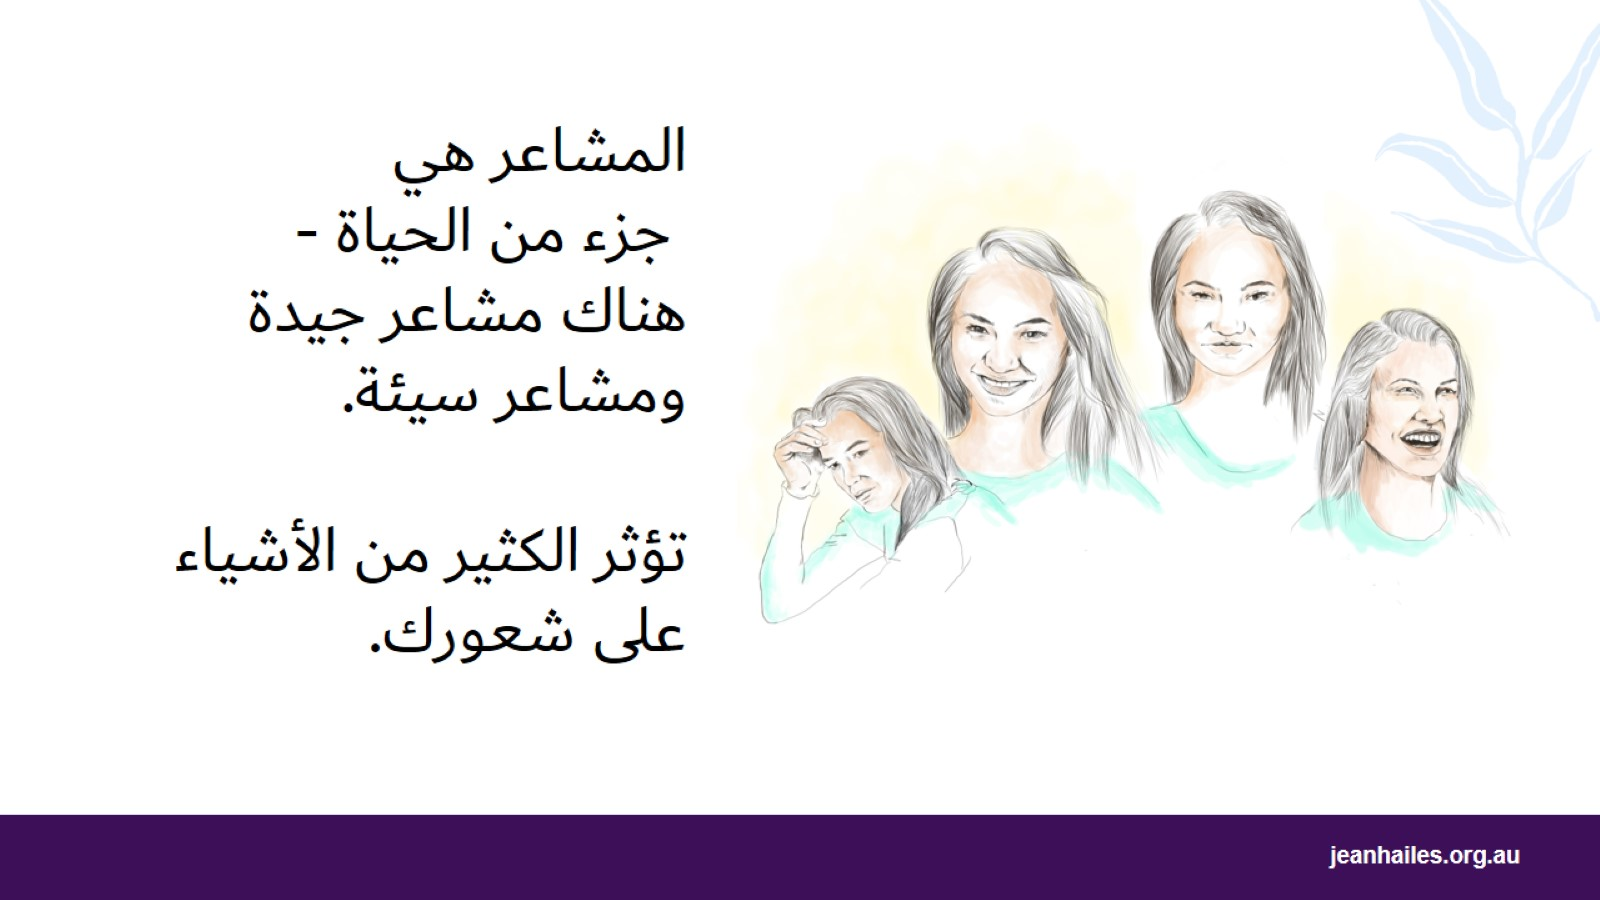 المشاعر هي
جزء من الحياة -
هناك مشاعر جيدة
ومشاعر سيئة.
تؤثر الكثير من الأشياء
على شعورك.
jeanhailes.org.au